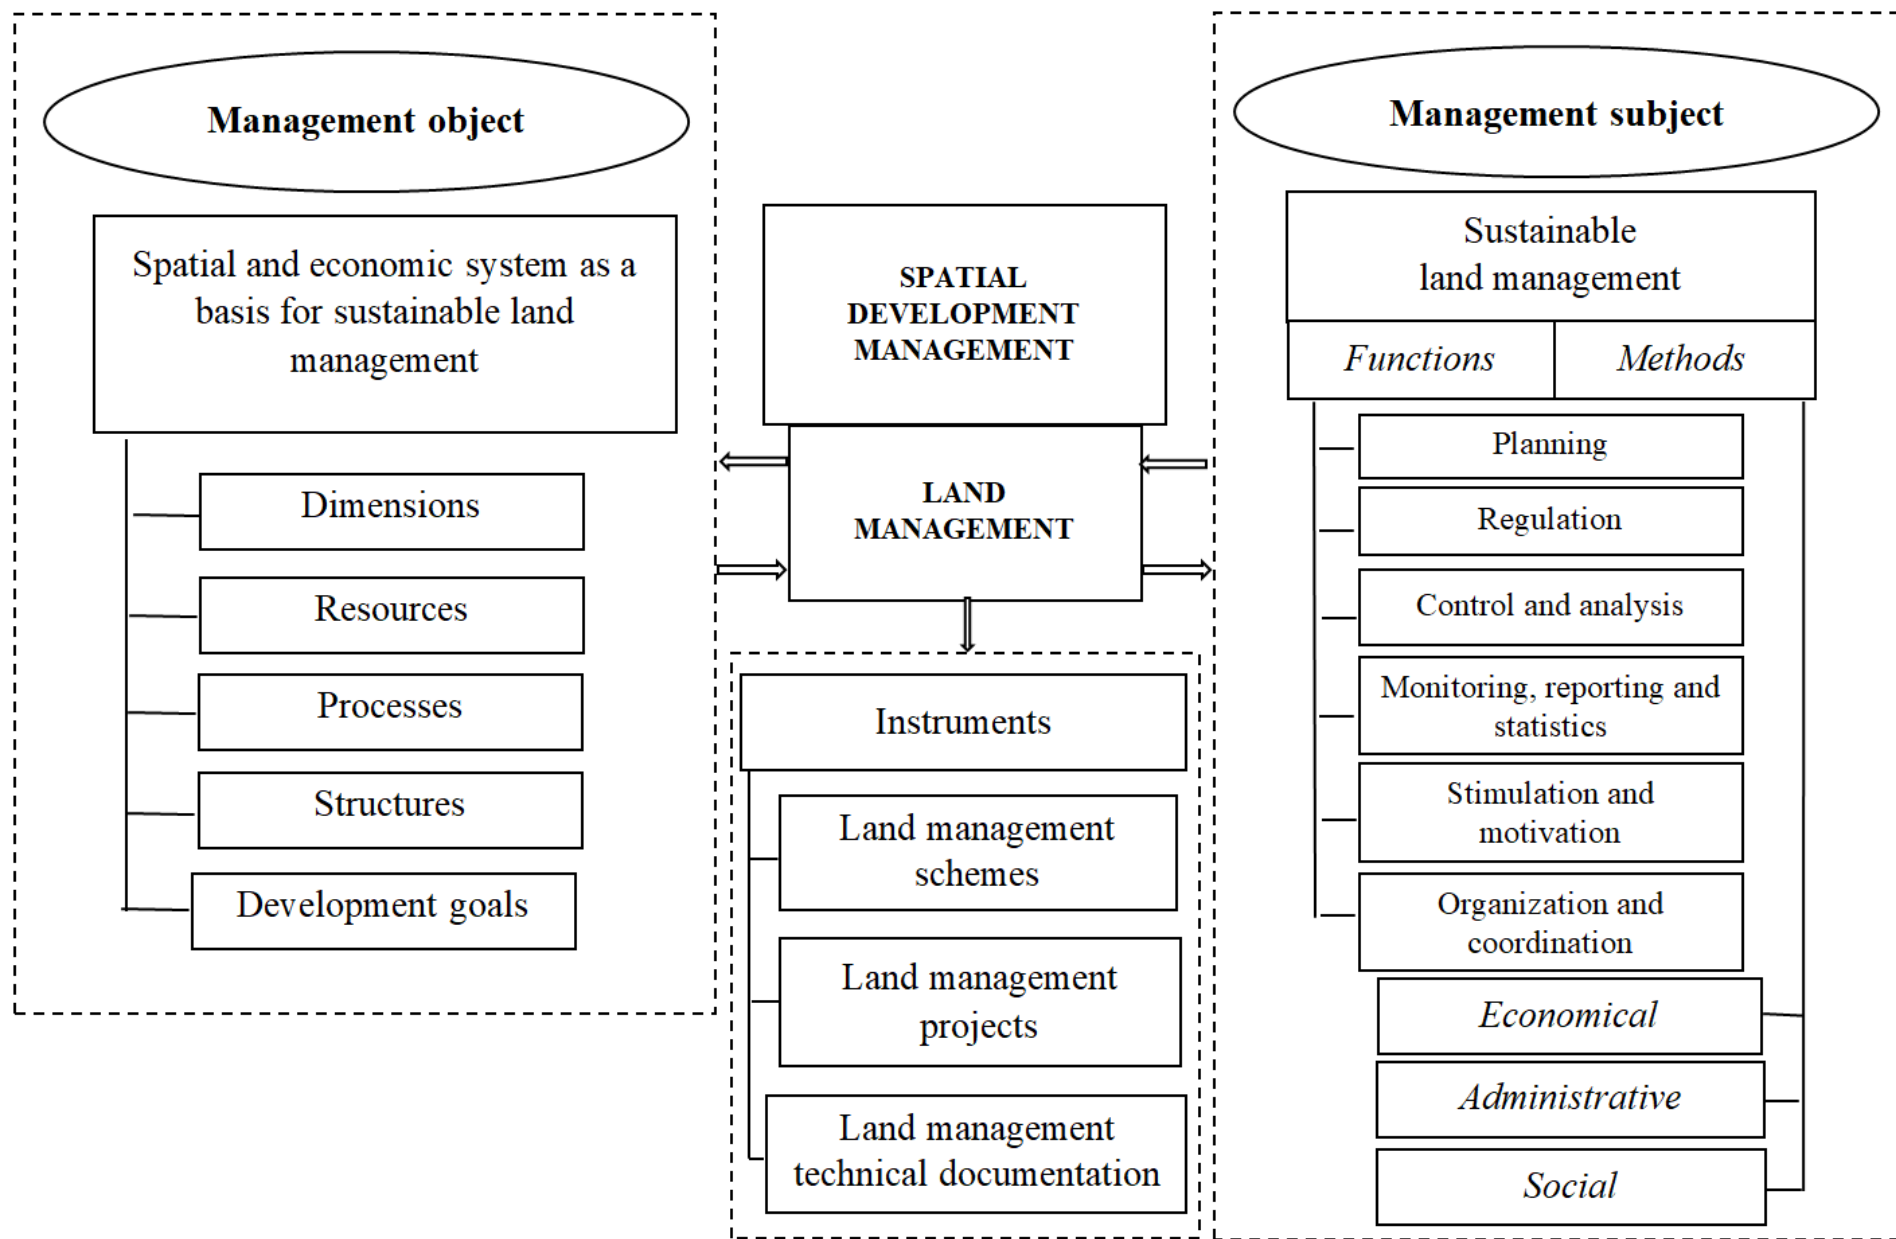 Management object
Spatial and economic system as a
basis for sustainable land
management
Dimensions
Resources
Processes
Structures
Development goals
SPATIAL
DEVELOPMENT
MANAGEMENT
LAND
MANAGEMENT
Instruments
Land management
schemes
Land management
projects
Land management
technical documentation
Management subject
Sustainable
land management
Functions
Methods
Planning
Regulation
Control and analysis
Monitoring, reporting and
statistics
Stimulation and
motivation
Organization and
coordination
Economical
Administrative
Social